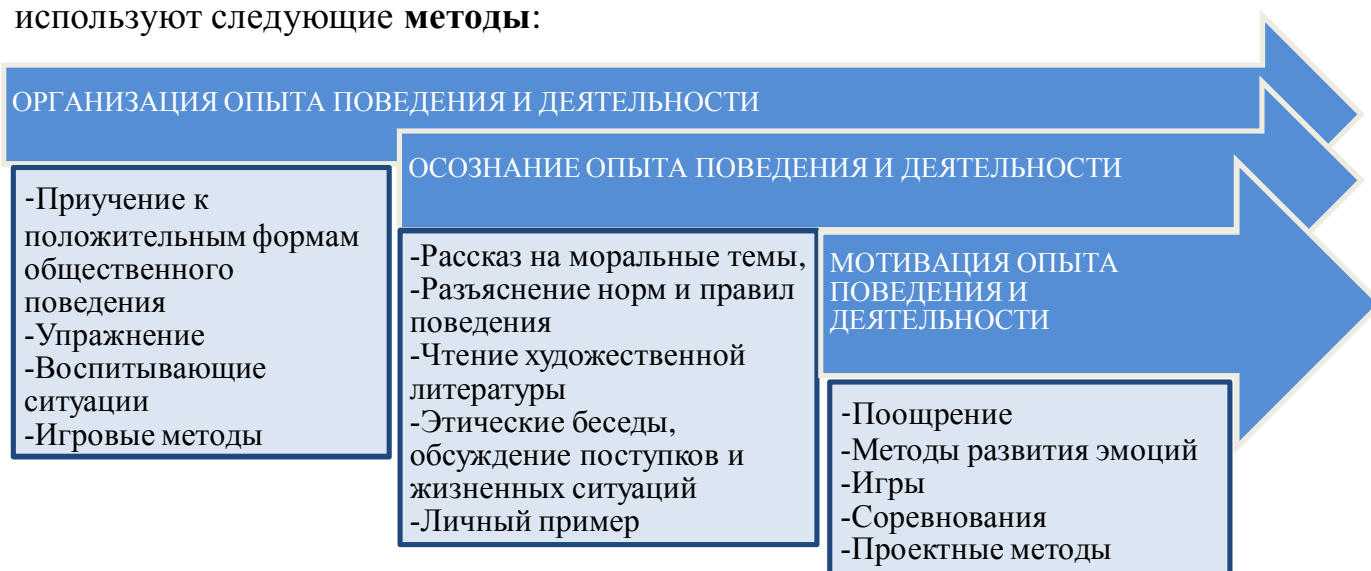 используют следующие методы:
ОРГАНИЗАЦИЯ ОПЫТА ПОВЕДЕНИЯ И ДЕЯТЕЛЬНОСТИ
-Приучение к
положительным формам
общественного
поведения
-Упражнение
-Воспитывающие
ситуации
-Игровые методы
ОСОЗНАНИЕ ОПЫТА ПОВЕДЕНИЯ И ДЕЯТЕЛЬНОСТИ
-Рассказ на моральные темы,
-Разъяснение норм и правил
поведения
-Чтение художественной
литературы
-Этические беседы,
обсуждение поступков и
жизненных ситуаций
-Личный пример
МОТИВАЦИЯ ОПЫТА
ПОВЕДЕНИЯ И
ДЕЯТЕЛЬНОСТИ
-Поощрение
-Методы развития эмоций
-Игры
-Соревнования
-Проектные методы